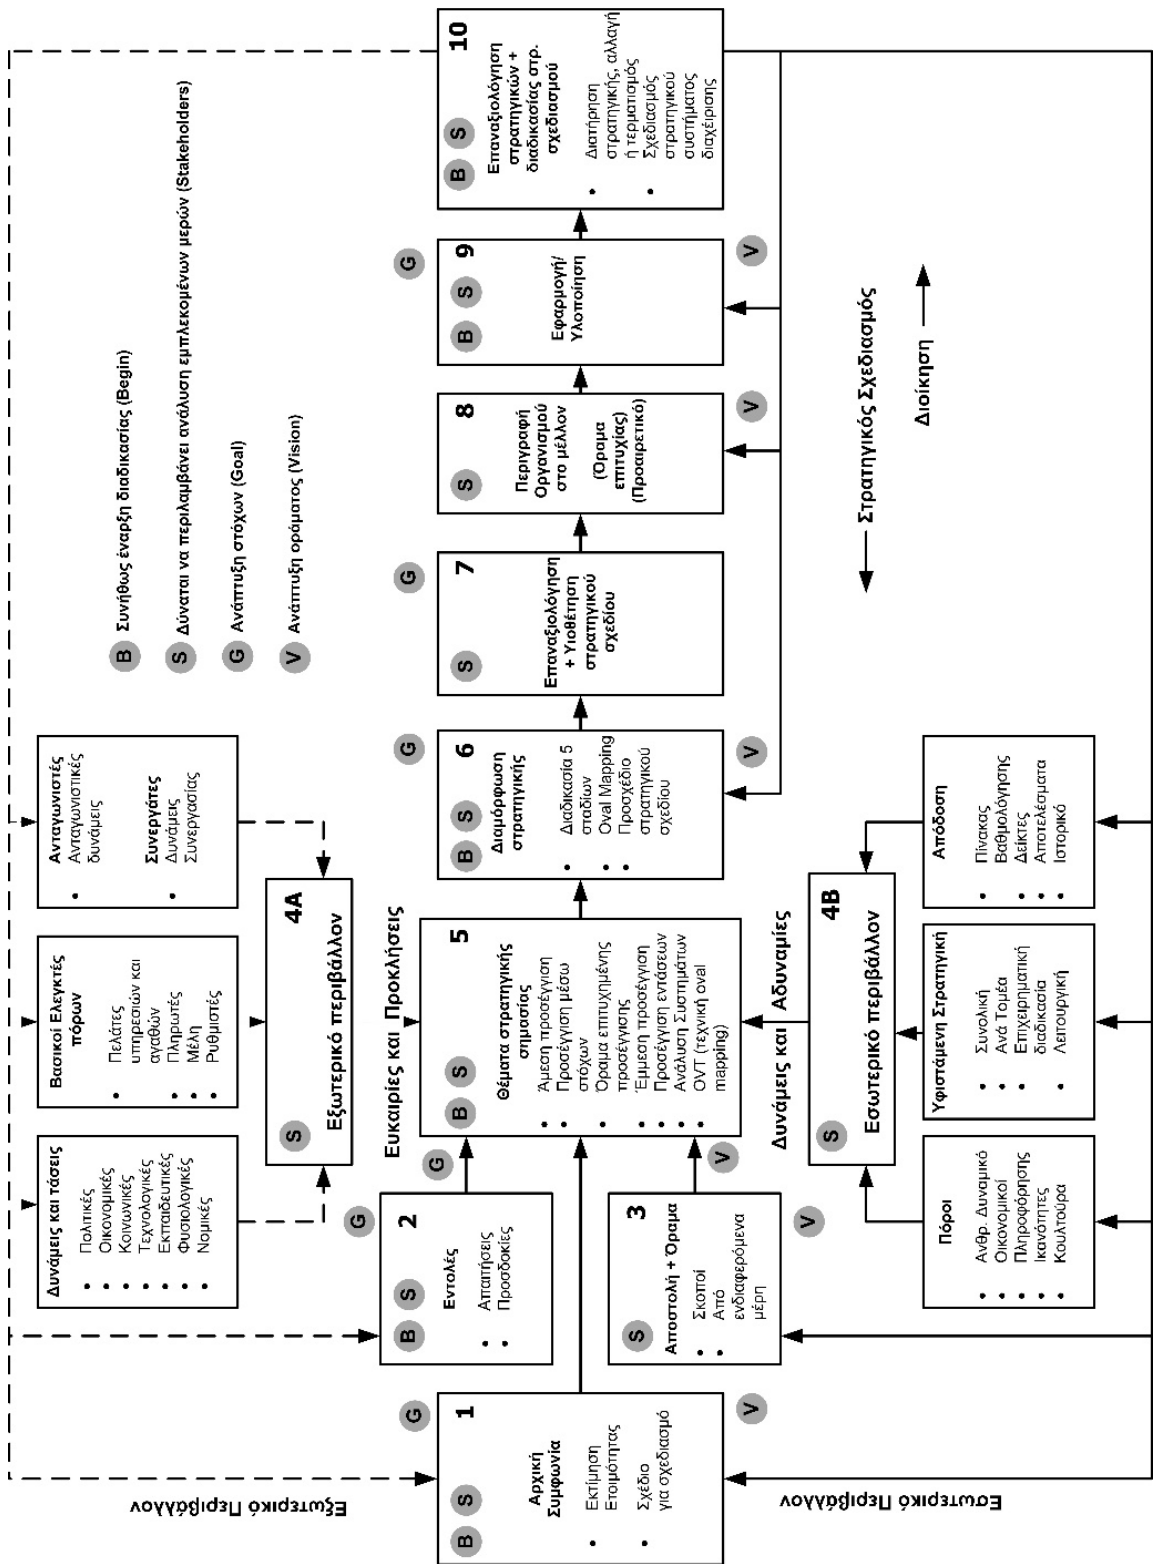 B Συνήθως έναρξη διαδικασίας (Begin)
S Δύναται να περιλαμβάνει ανάλυση εμπλεκομένων μερών (Stakeholders)
G Ανάπτυξη στόχων (Goal)
V Ανάπτυξη οράματος (Vision)
Δυνάμεις και τάσεις
• Πολιτικές
• Οικονομικές
• Κοινωνικές
• Τεχνολογικές
• Εκπαιδευτικές
• Φυσιολογικές
• Νομικές
Βασικοί Ελεγκτές
πόρων
• Πελάτες
υπηρεσιών και
αγαθών
• Πληρωτές
• Μέλη
• Ρυθμιστές
Ανταγωνιστές
• Ανταγωνιστικές
δυνάμεις
Συνεργάτες
• Δυνάμεις
Συνεργασίας
S 4A
Εξωτερικό περιβάλλον
Εξωτερικό Περιβάλλον
Ευκαιρίες και Προκλήσεις
G
B S 1
Αρχική
Συμφωνία
• Εκτίμηση
Ετοιμότητας
• Σχέδιο
για σχεδιασμό
V
G
B S 2
Εντολές
• Απαιτήσεις
• Προσδοκίες
G
S 3
Αποστολή + Όραμα
• Σκοποί
• Από
ενδιαφερόμενα
μέρη
V
V
B S 5
Θέματα στρατηγικής
σημασίας
• Άμεση προσέγγιση
• Προσέγγιση μέσω
στόχων
• Όραμα επιτυχημένης
προσέγγισης
• Έμμεση προσέγγιση
• Προσέγγιση εντάσεων
• Ανάλυση Συστημάτων
• OVT (τεχνική oval
mapping)
G
B S 6
Διαμόρφωση
στρατηγικής
• Διαδικασία 5
σταδίων
• Oval Mapping
• Προσχέδιο
στρατηγικού
σχεδίου
V
G
S 7
Επαναξιολόγηση
+ Υιοθέτηση
στρατηγικού
σχεδίου
S 8
Περιγραφή
Οργανισμού
στο μέλλον
(Όραμα
επιτυχίας)
(Προαιρετικό)
V
G
B S 9
Εφαρμογή/
Υλοποίηση
V
B S 10
Επαναξιολόγηση
στρατηγικών +
διαδικασίας στρ.
σχεδιασμού
• Διατήρηση
στρατηγικής, αλλαγή
ή τερματισμός
• Σχεδιασμός
στρατηγικού
συστήματος
διαχείρισης
Στρατηγικός Σχεδιασμός
Διοίκηση
Δυνάμεις και Αδυναμίες
S 4B
Εσωτερικό περιβάλλον
Εσωτερικό Περιβάλλον
Πόροι
• Ανθρ. Δυναμικό
• Οικονομικοί
• Πληροφόρησης
• Ικανότητες
• Κουλτούρα
Υφιστάμενη Στρατηγική
• Συνολική
• Ανά Τομέα
• Επιχειρηματική
διαδικασία
• Λειτουργική
Απόδοση
• Πίνακας
Βαθμολόγησης
• Δείκτες
• Αποτελέσματα
• Ιστορικό